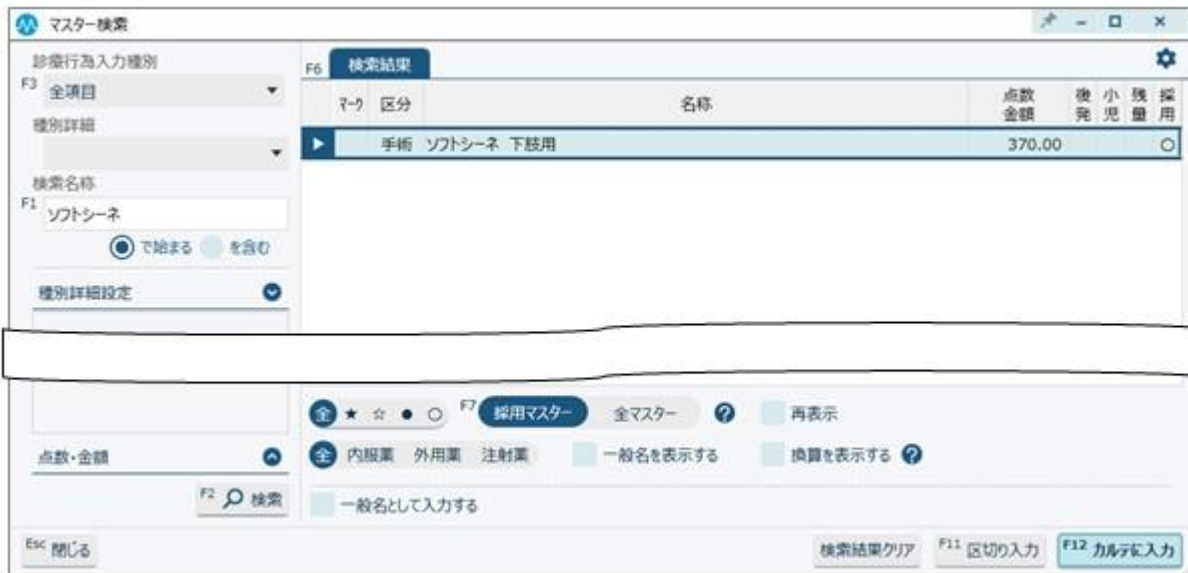 マスター検索
診療行為入力種別
F3 全項目
種別詳細
検索名称
F1 ソフトシーネ
で始まる を含む
種別詳細設定
点数・金額
F2 検索
F6 検索結果
マーク 区分 名称 点数金額 後発 小児 残量 採用
手術 ソフトシーネ 下肢用 370.00 ○
全 ★ ☆ ● ○ F7 採用マスター 全マスター ? 再表示
全 内服薬 外用薬 注射薬 一般名を表示する 換算を表示する ?
一般名として入力する
Esc 閉じる 検索結果クリア F11 区切り入力 F12 カルテに入力